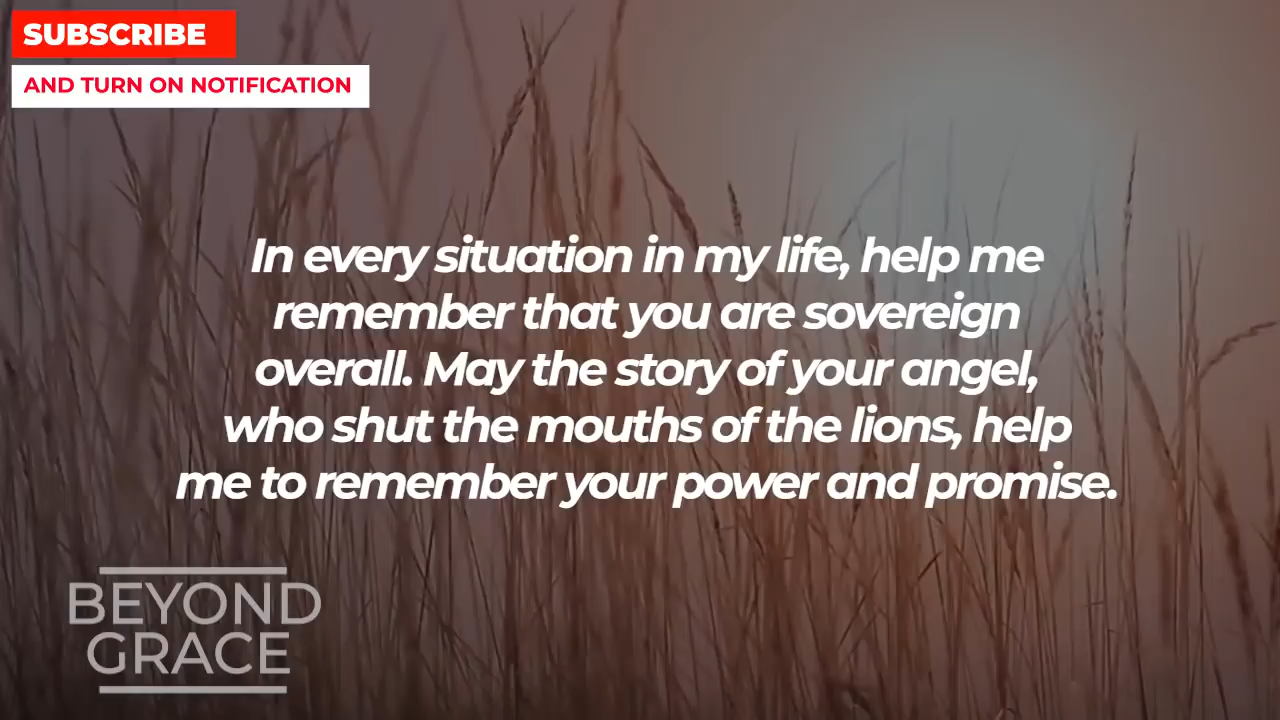 SUBSCRIBE
AND TURN ON NOTIFICATION
In every situation in my life, help me
remember that you are sovereign
overall. May the story of your angel,
who shut the mouths of the lions, help
me to remember your power and promise.
BEYOND
GRACE